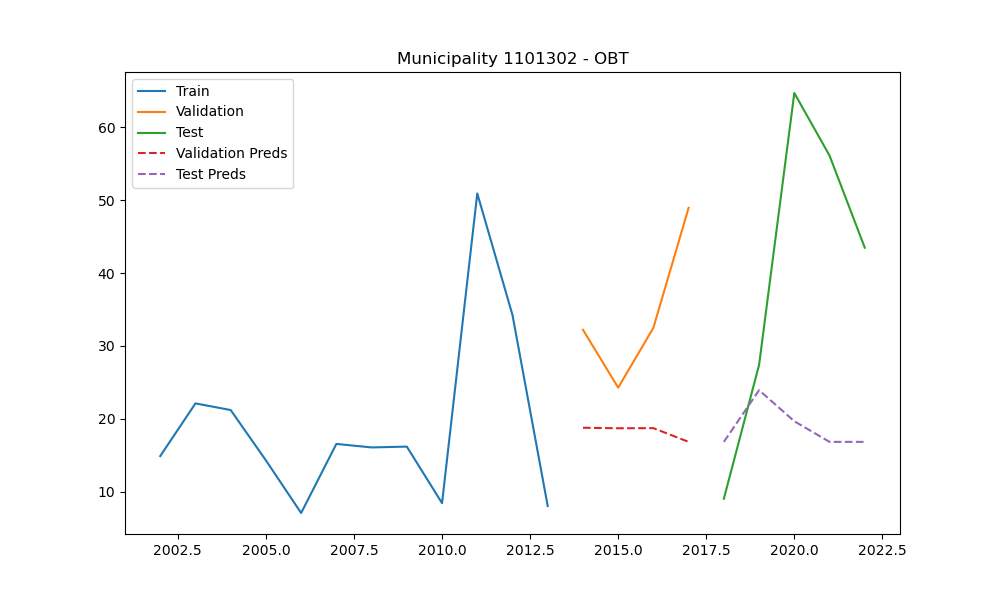 Municipality 1101302 - OBT
Train
Validation
Test
Validation Preds
Test Preds
60
50
40
30
20
10
2002.5 2005.0 2007.5 2010.0 2012.5 2015.0 2017.5 2020.0 2022.5